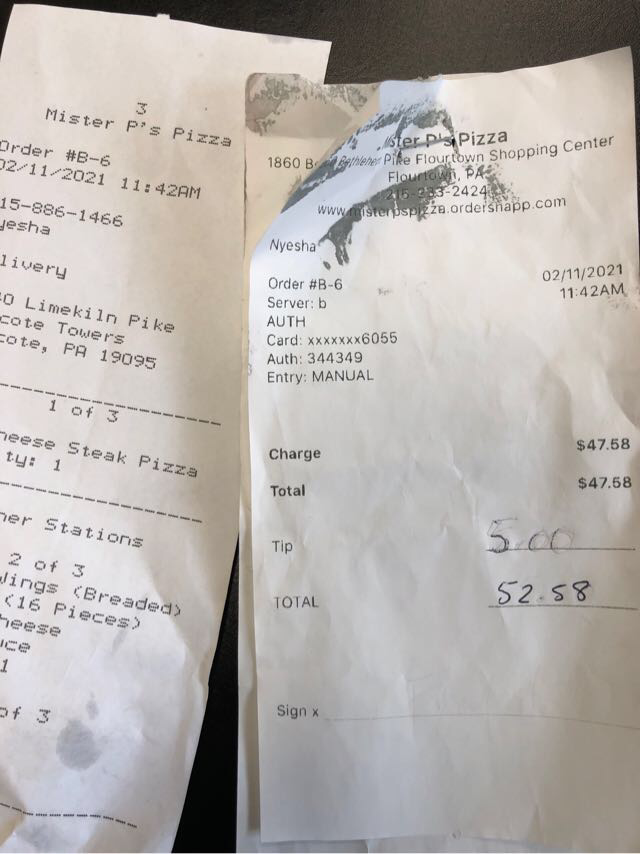 3
Mister P's Pizza
Order #B-6
02/11/2021 11:42AM
15-886-1466
yesha
livery
0 Limekiln Pike
cote Towers
cote, PA 19095
1 of 3
heese Steak Pizza
ty: 1
her Stations
2 of 3
Wings (Breaded)
(16 Pieces)
heese
uce
1
of 3
ster P's Pizza
1860 Bethlehem Pike Flourtown Shopping Center
Flourtown, PA
215-233-2424
www.misterpspizza.ordersnapp.com
Nyesha
Order #B-6 02/11/2021
Server: b 11:42AM
AUTH
Card: xxxxxxx6055
Auth: 344349
Entry: MANUAL
Charge $47.58
Total $47.58
Tip 5.00
TOTAL 52.58
Sign x